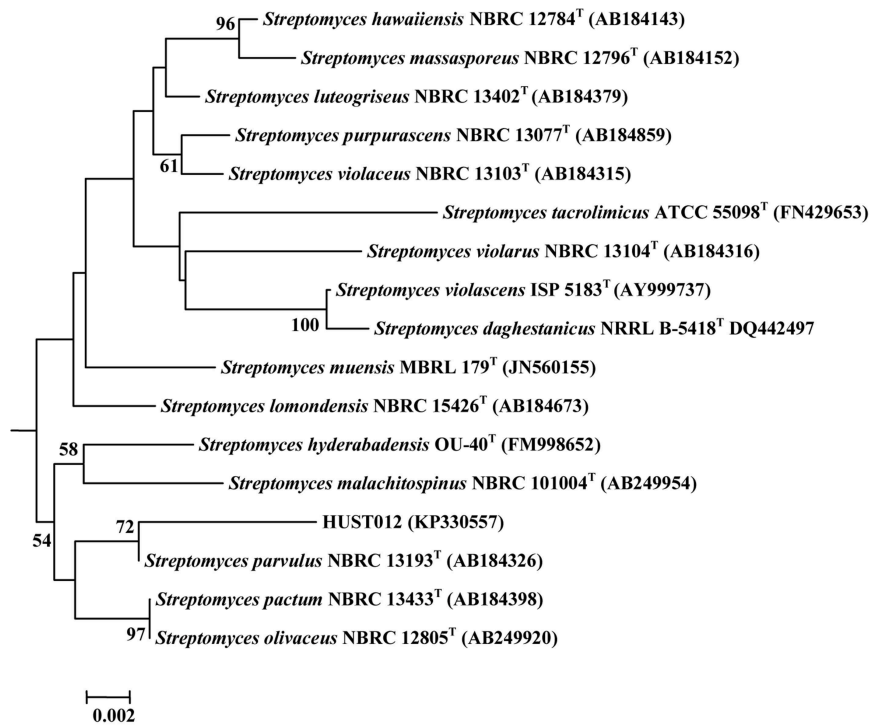 96
Streptomyces hawaiiensis NBRC 12784T (AB184143)
Streptomyces massasporeus NBRC 12796T (AB184152)
Streptomyces luteogriseus NBRC 13402T (AB184379)
Streptomyces purpurascens NBRC 13077T (AB184859)
61
Streptomyces violaceus NBRC 13103T (AB184315)
Streptomyces tacrolimicus ATCC 55098T (FN429653)
Streptomyces violarus NBRC 13104T (AB184316)
Streptomyces violascens ISP 5183T (AY999737)
100
Streptomyces daghestanicus NRRL B-5418T DQ442497
Streptomyces muensis MBRL 179T (JN560155)
Streptomyces lomondensis NBRC 15426T (AB184673)
58
Streptomyces hyderabadensis OU-40T (FM998652)
Streptomyces malachitospinus NBRC 101004T (AB249954)
72
HUST012 (KP330557)
54
Streptomyces parvulus NBRC 13193T (AB184326)
Streptomyces pactum NBRC 13433T (AB184398)
97
Streptomyces olivaceus NBRC 12805T (AB249920)
0.002